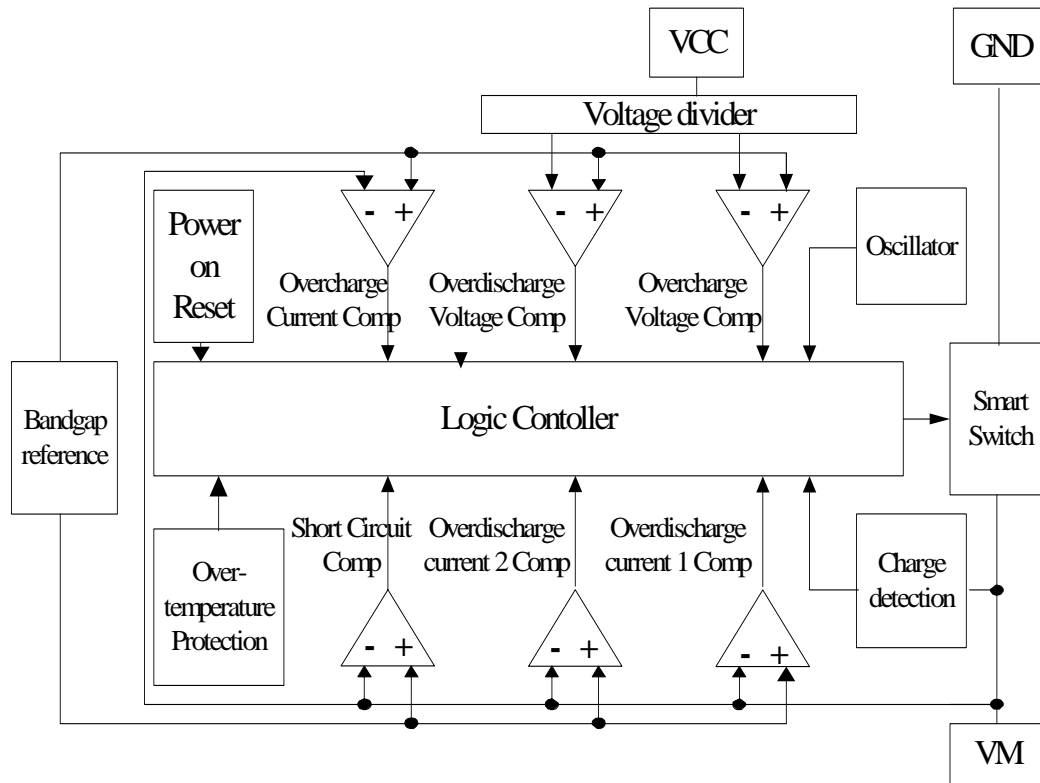 VCC
GND
Voltage divider
- +
- +
- +
Power
on
Reset
Oscillator
Overcharge
Current Comp
Overdischarge
Voltage Comp
Overcharge
Voltage Comp
Bandgap
reference
Logic Contoller
Smart
Switch
Short Circuit
Comp
Overdischarge
current 2 Comp
Overdischarge
current 1 Comp
Over-
temperature
Protection
Charge
detection
- +
- +
- +
VM